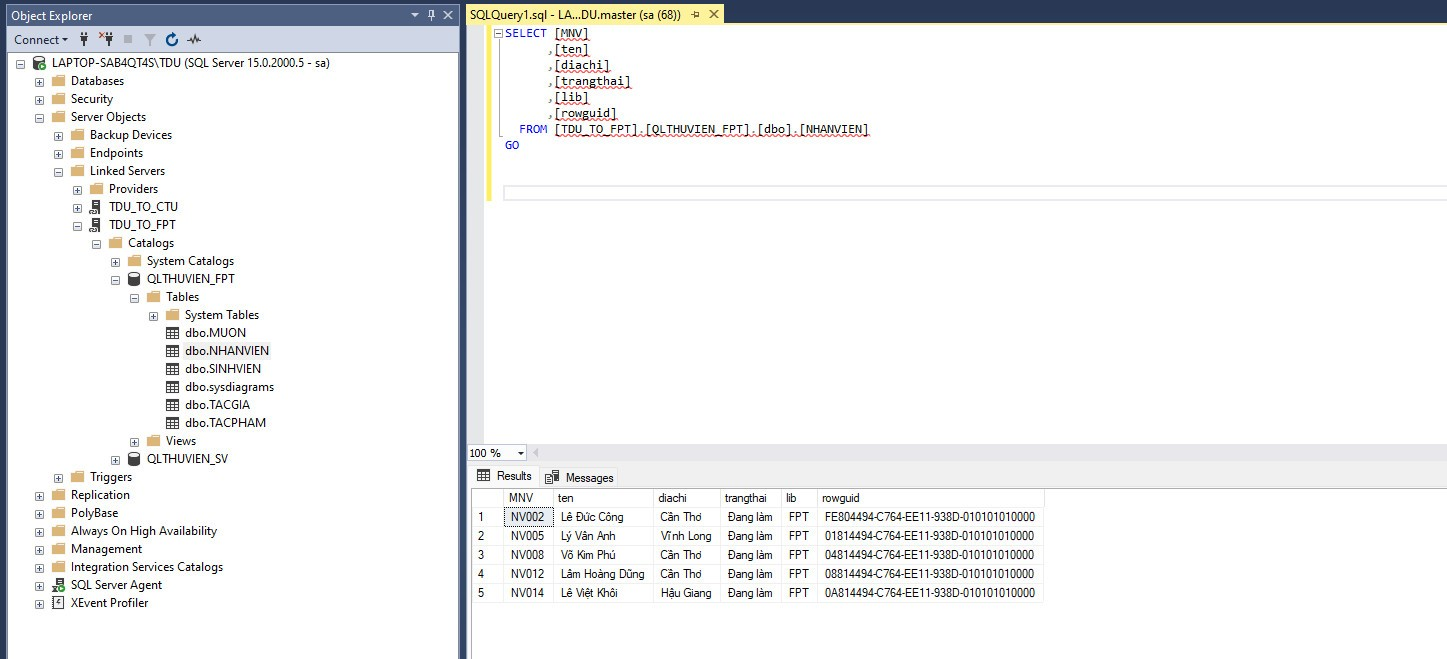 Object Explorer
Connect
LAPTOP-SAB4QT4S\TDU (SQL Server 15.0.2000.5 - sa)
Databases
Security
Server Objects
Backup Devices
Endpoints
Linked Servers
Providers
TDU_TO_CTU
TDU_TO_FPT
Catalogs
System Catalogs
QLTHUVIEN_FPT
Tables
System Tables
dbo.MUON
dbo.NHANVIEN
dbo.SINHVIEN
dbo.sysdiagrams
dbo.TACGIA
dbo.TACPHAM
Views
QLTHUVIEN_SV
Triggers
Replication
PolyBase
Always On High Availability
Management
Integration Services Catalogs
SQL Server Agent
XEvent Profiler
SQLQuery1.sql - LA...DU.master (sa (68))
SELECT [MNV]
,[ten]
,[diachi]
,[trangthai]
,[lib]
,[rowguid]
FROM [TDU_TO_FPT].[QLTHUVIEN_FPT].[dbo].[NHANVIEN]
GO
100 %
Results Messages
MNV ten diachi trangthai lib rowguid
1 NV002 Lê Đức Công Cần Thơ Đang làm FPT FE804494-C764-EE11-938D-010101010000
2 NV005 Lý Vân Anh Vĩnh Long Đang làm FPT 01814494-C764-EE11-938D-010101010000
3 NV008 Võ Kim Phú Cần Thơ Đang làm FPT 04814494-C764-EE11-938D-010101010000
4 NV012 Lâm Hoàng Dũng Cần Thơ Đang làm FPT 08814494-C764-EE11-938D-010101010000
5 NV014 Lê Việt Khôi Hậu Giang Đang làm FPT 0A814494-C764-EE11-938D-010101010000